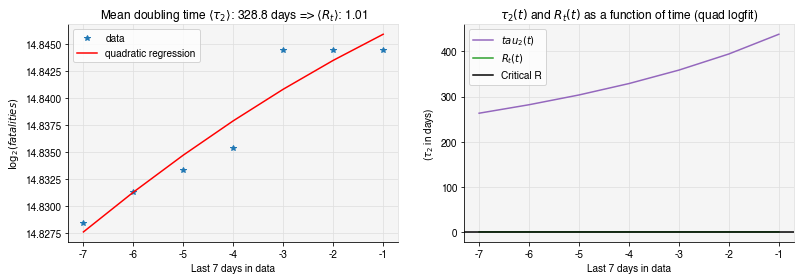 Mean doubling time ⟨τ₂⟩: 328.8 days => ⟨Rₜ⟩: 1.01
data
quadratic regression
log₂(fatalities)
14.8450
14.8425
14.8400
14.8375
14.8350
14.8325
14.8300
14.8275
-7 -6 -5 -4 -3 -2 -1
Last 7 days in data
τ₂(t) and Rₜ(t) as a function of time (quad logfit)
tau₂(t)
Rₜ(t)
Critical R
(τ₂ in days)
400
300
200
100
0
-7 -6 -5 -4 -3 -2 -1
Last 7 days in data